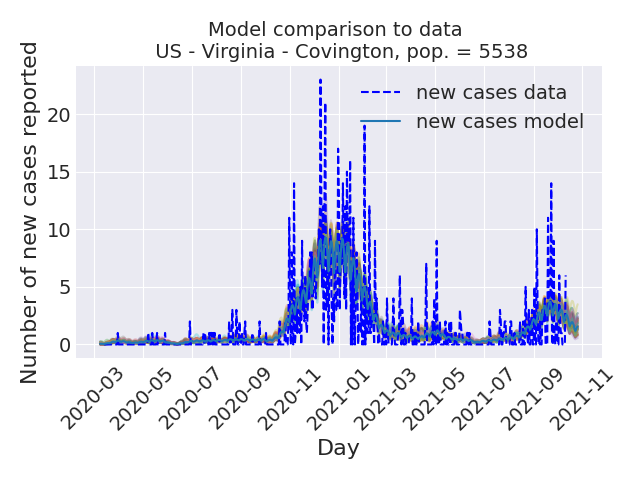 Model comparison to data
US - Virginia - Covington, pop. = 5538
Number of new cases reported
20
15
10
5
0
new cases data
new cases model
2020-03
2020-05
2020-07
2020-09
2020-11
2021-01
2021-03
2021-05
2021-07
2021-09
2021-11
Day